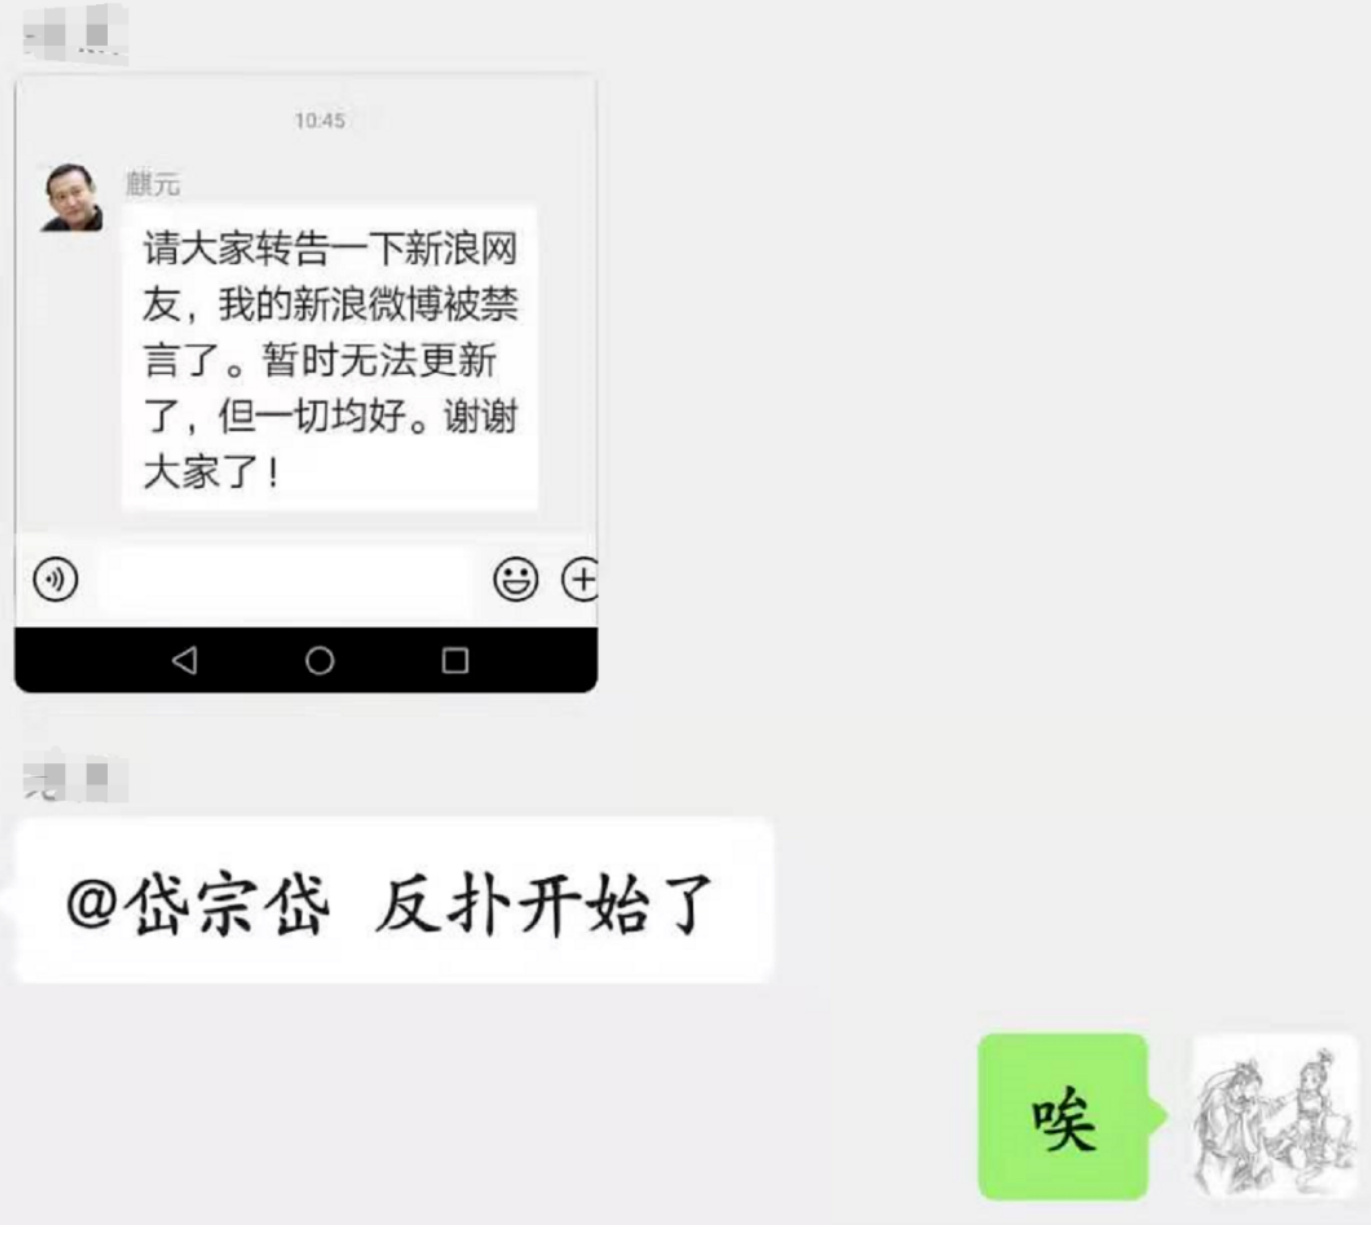 10:45
麒元
请大家转告一下新浪网
友，我的新浪微博被禁
言了。暂时无法更新
了，但一切均好。谢谢
大家了！
@岱宗岱 反扑开始了
唉